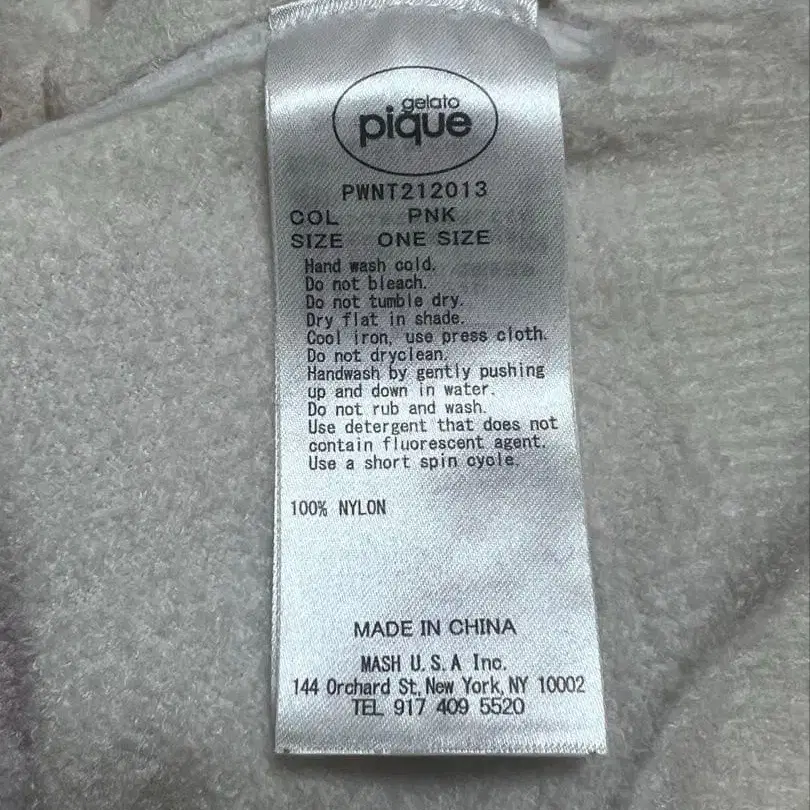 gelato
pique
PWNT212013
COL PNK
SIZE ONE SIZE
Hand wash cold.
Do not bleach.
Do not tumble dry.
Dry flat in shade.
Cool iron, use press cloth.
Do not dryclean.
Handwash by gently pushing
up and down in water.
Do not rub and wash.
Use detergent that does not
contain fluorescent agent.
Use a short spin cycle.
100% NYLON
MADE IN CHINA
MASH U.S.A Inc.
144 Orchard St, New York, NY 10002
TEL 917 409 5520